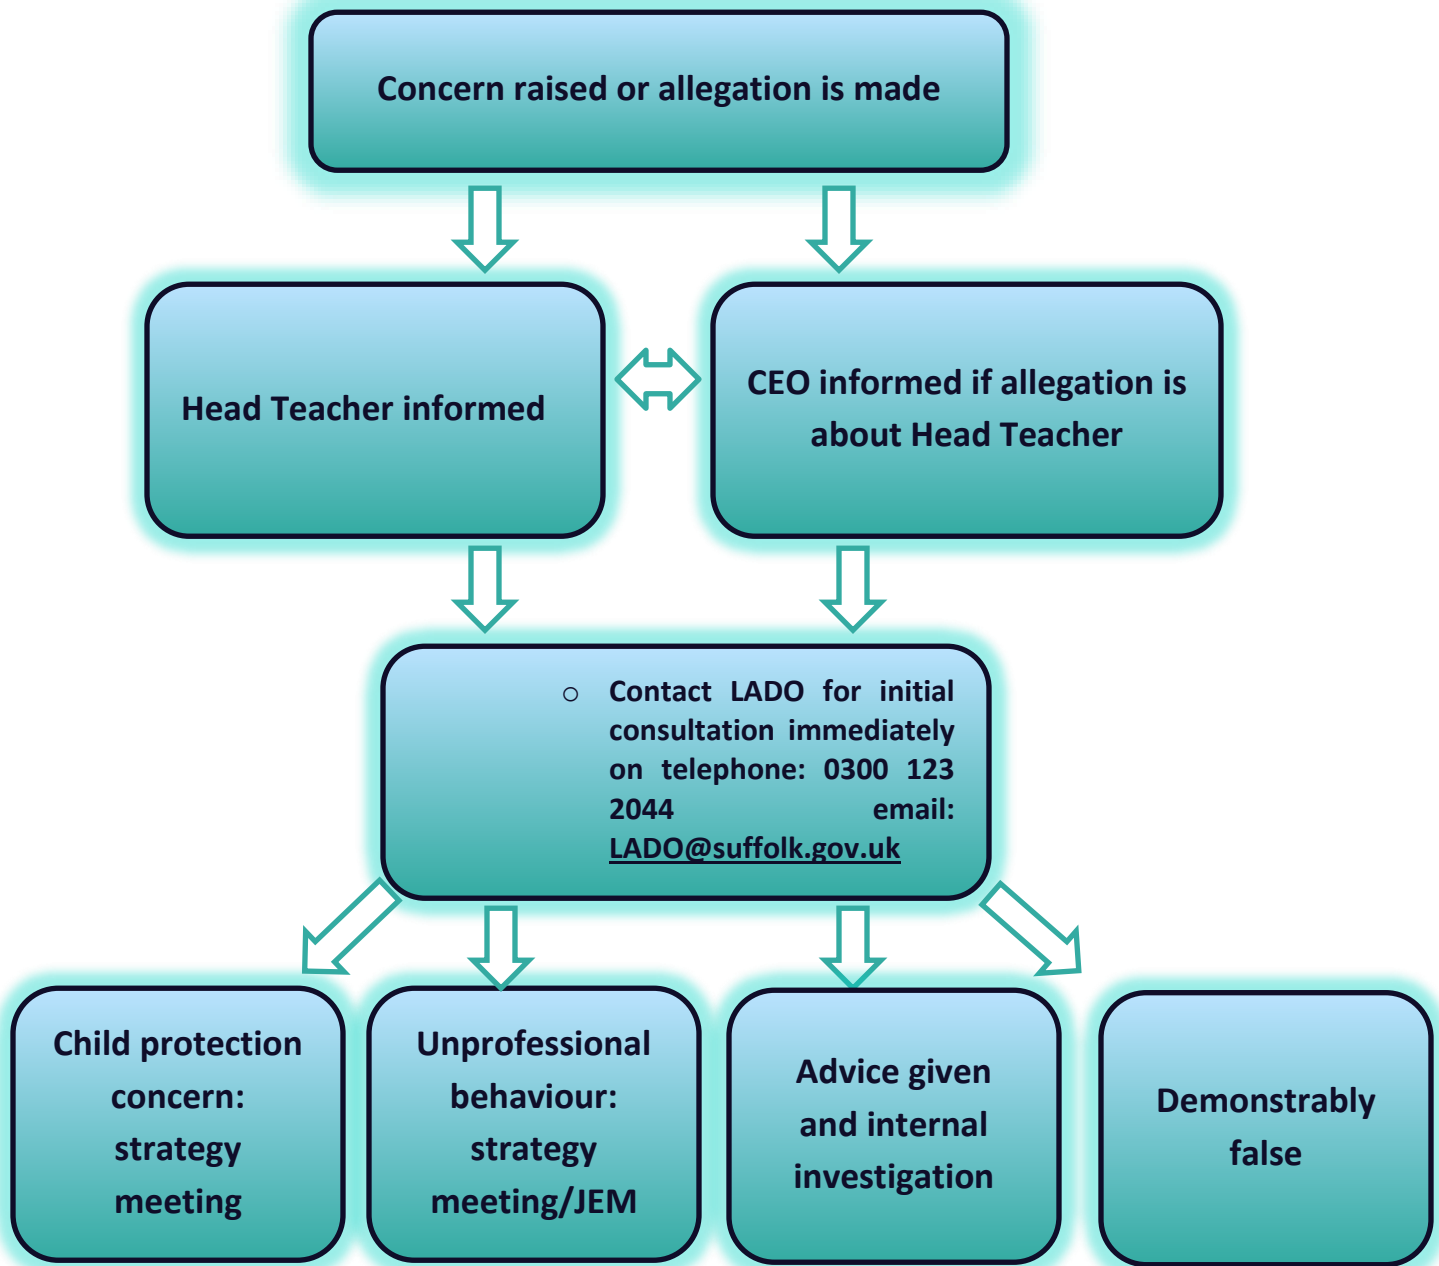 Concern raised or allegation is made
Head Teacher informed
CEO informed if allegation is
about Head Teacher
○ Contact LADO for initial
consultation immediately
on telephone: 0300 123
2044 email:
LADO@suffolk.gov.uk
Child protection
concern:
strategy
meeting
Unprofessional
behaviour:
strategy
meeting/JEM
Advice given
and internal
investigation
Demonstrably
false